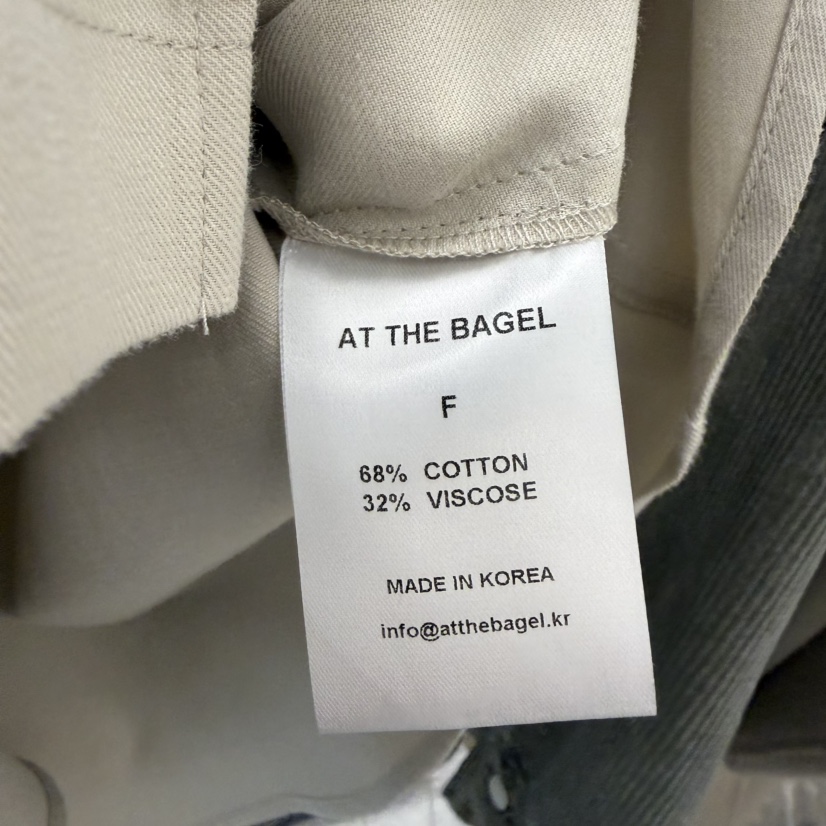 AT THE BAGEL
F
68% COTTON
32% VISCOSE
MADE IN KOREA
info@atthebagel.kr